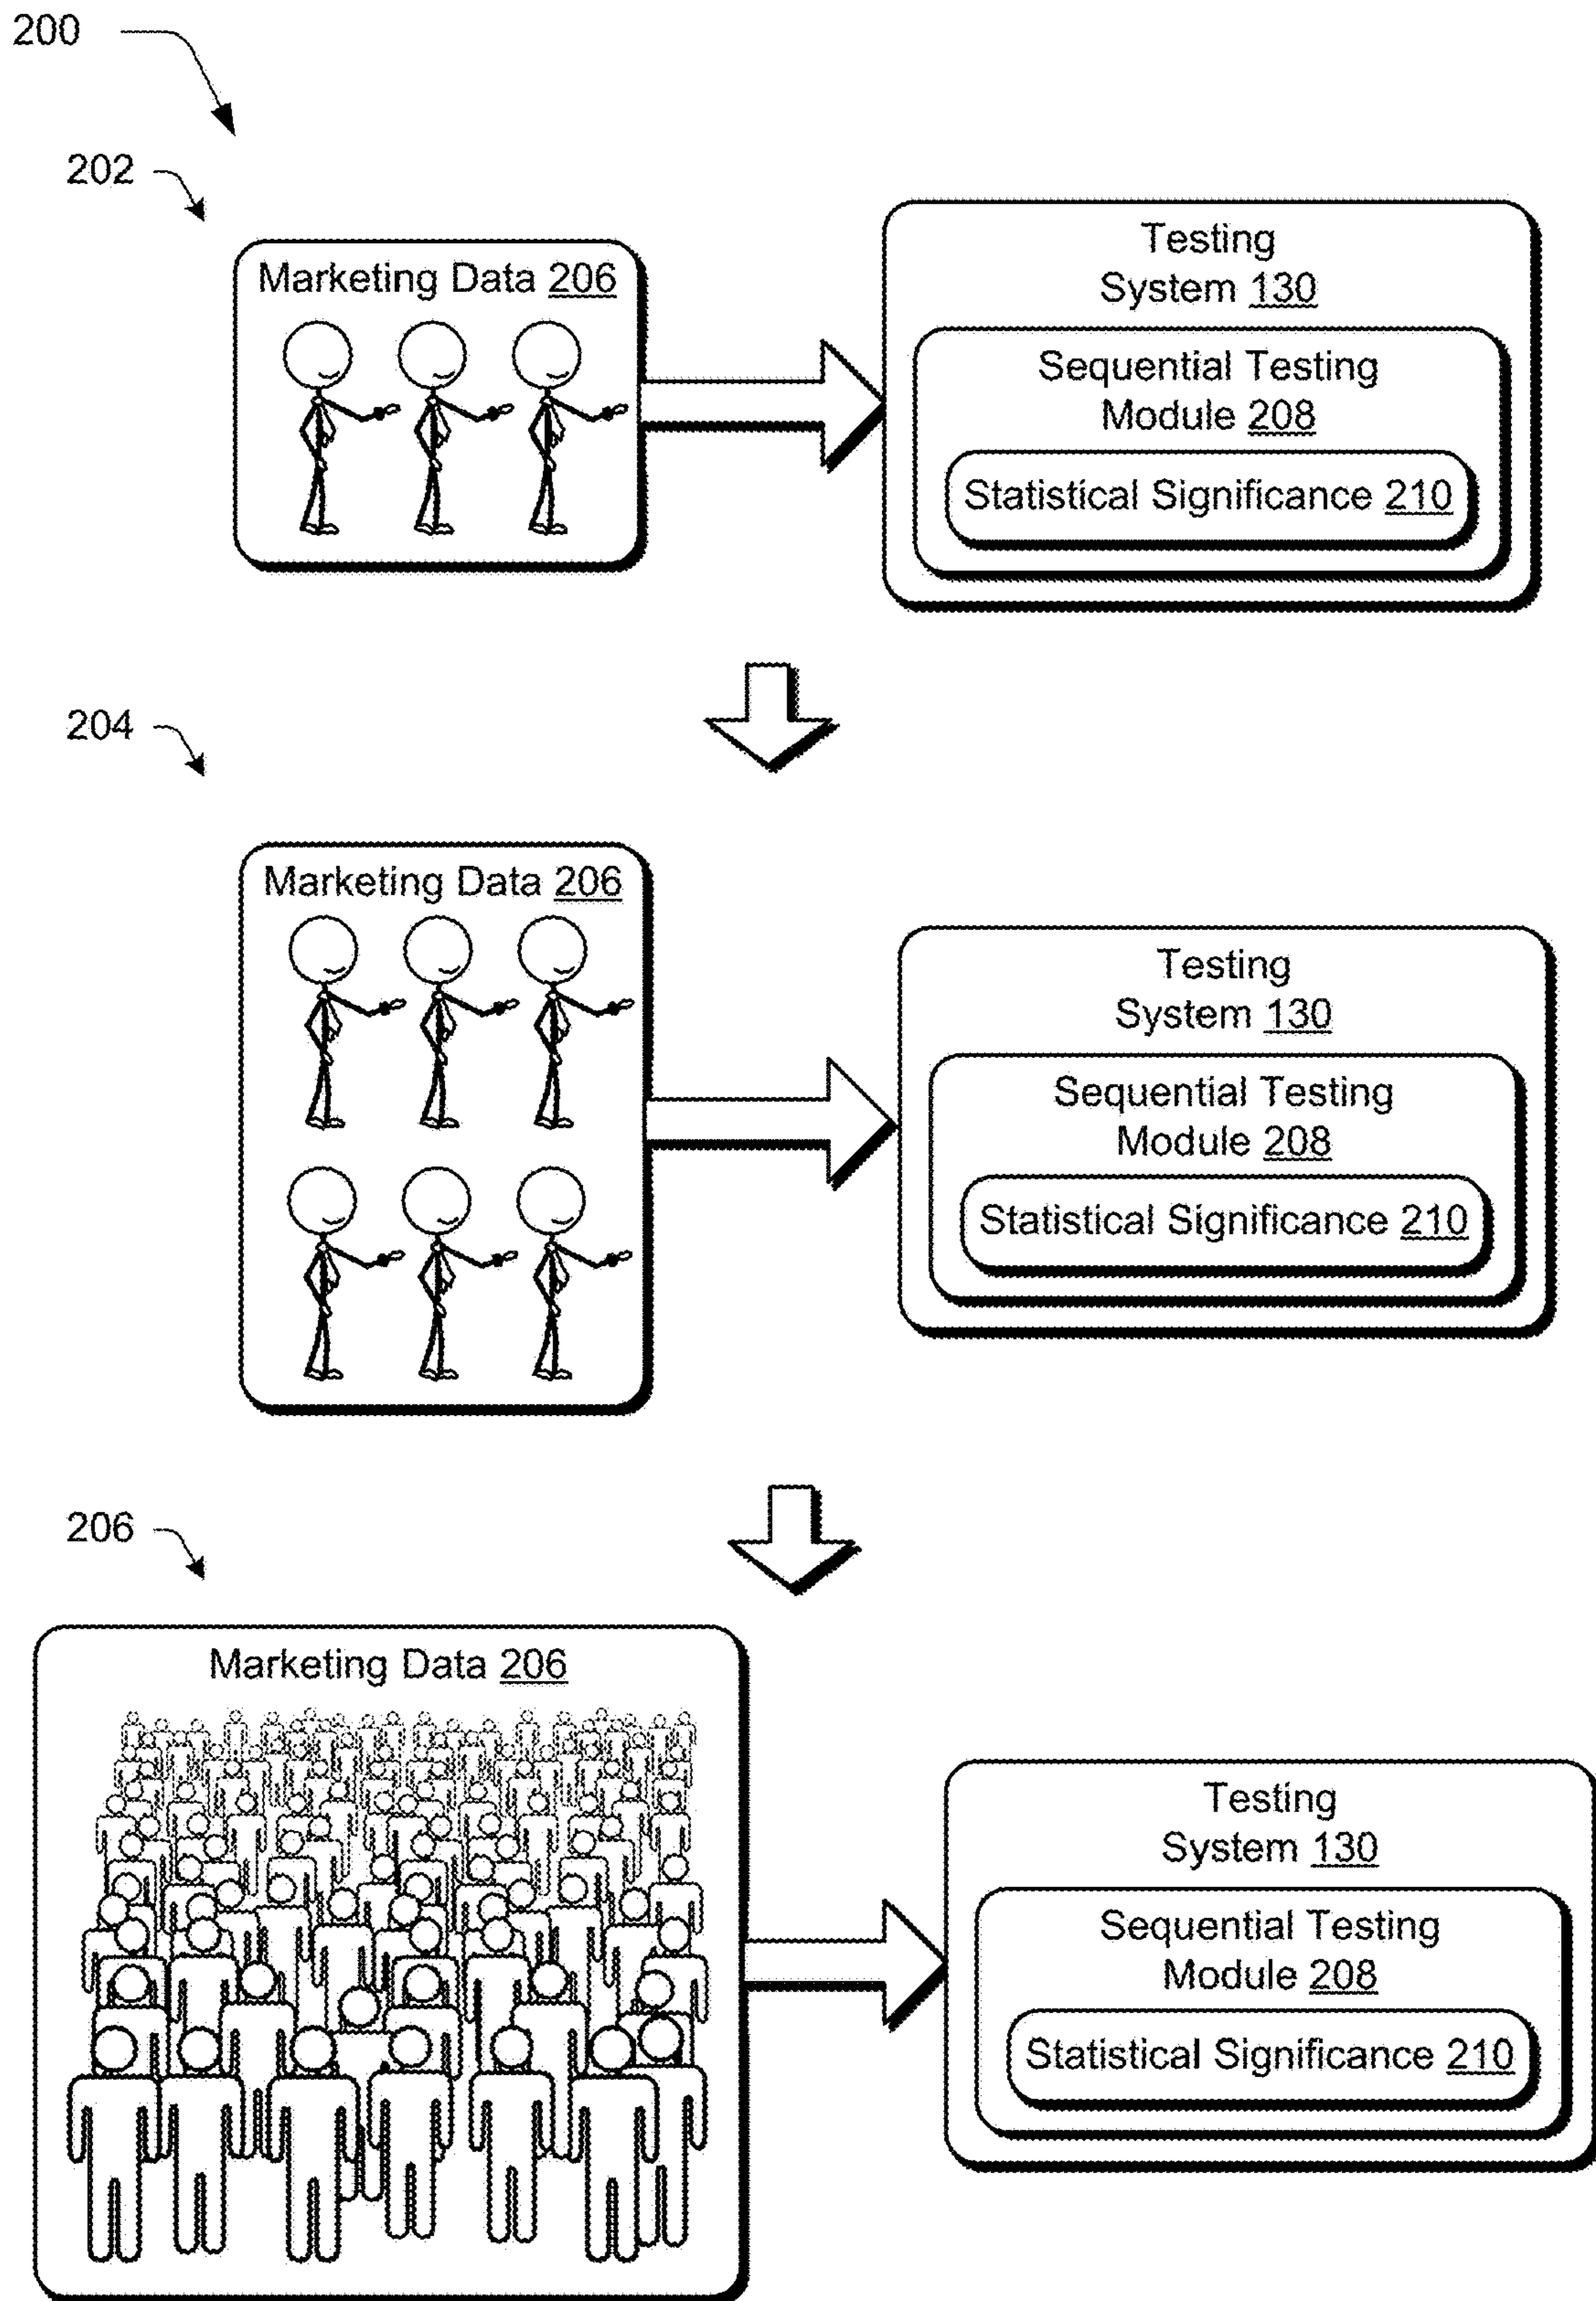 200
202
Marketing Data 206
Testing
System 130
Sequential Testing
Module 208
Statistical Significance 210
204
Marketing Data 206
Testing
System 130
Sequential Testing
Module 208
Statistical Significance 210
206
Marketing Data 206
Testing
System 130
Sequential Testing
Module 208
Statistical Significance 210